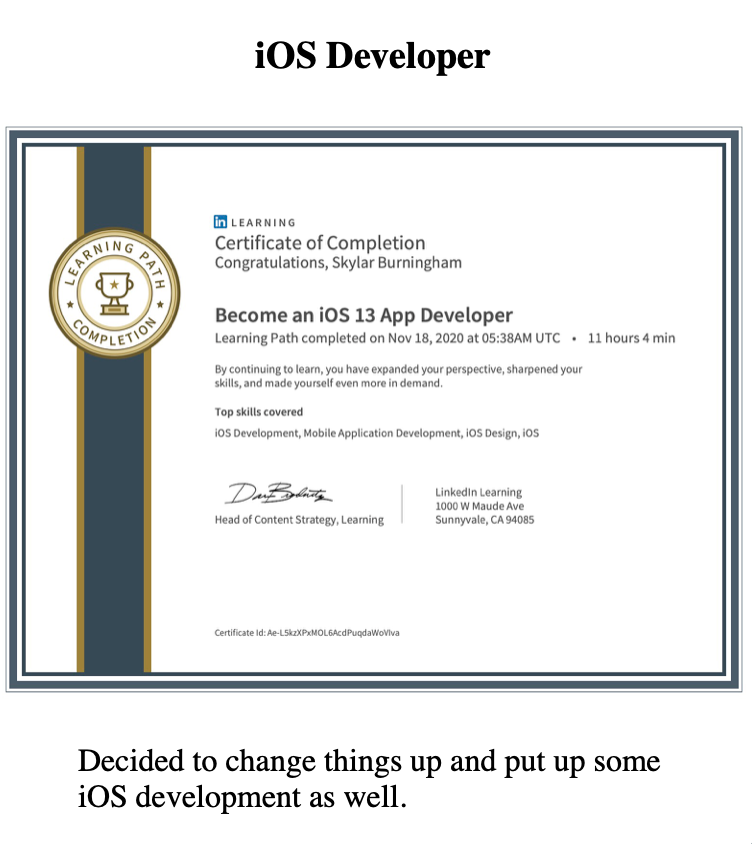 iOS Developer
in LEARNING
Certificate of Completion
Congratulations, Skylar Burningham
LEARNING PATH
COMPLETION
Become an iOS 13 App Developer
Learning Path completed on Nov 18, 2020 at 05:38AM UTC • 11 hours 4 min
By continuing to learn, you have expanded your perspective, sharpened your
skills, and made yourself even more in demand.
Top skills covered
iOS Development, Mobile Application Development, iOS Design, iOS
Head of Content Strategy, Learning
LinkedIn Learning
1000 W Maude Ave
Sunnyvale, CA 94085
Certificate Id:
Decided to change things up and put up some
iOS development as well.